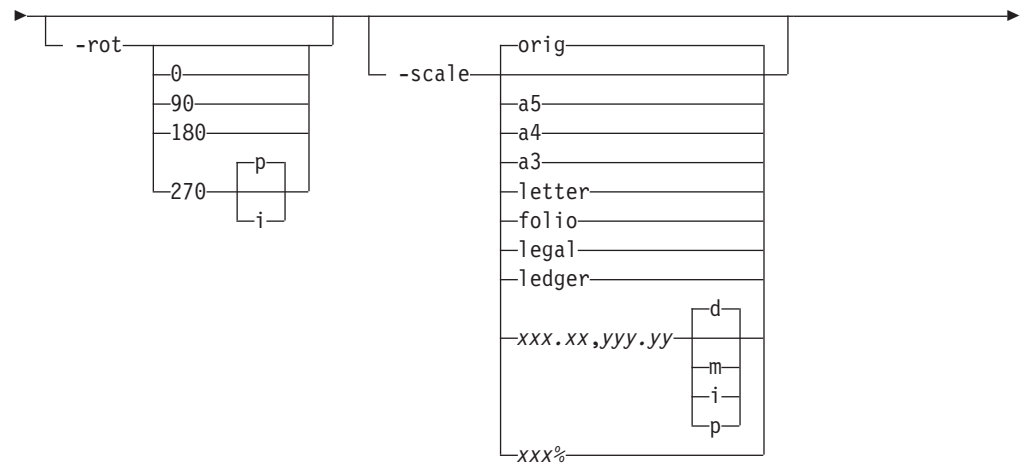 -rot
0
90
180
270
p
i
-scale
orig
a5
a4
a3
letter
folio
legal
ledger
xxx.xx,yyy.yy
d
m
i
p
xxx%